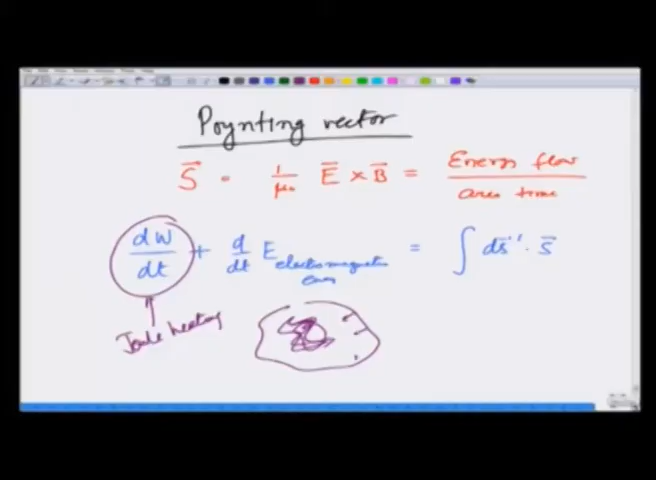 Poynting vector
S⃗ = 1/μ₀ E⃗ × B⃗ = Energy flow / area time
dW/dt + d/dt E electromagnetic = ∫ ds⃗' · S⃗
Joule heating